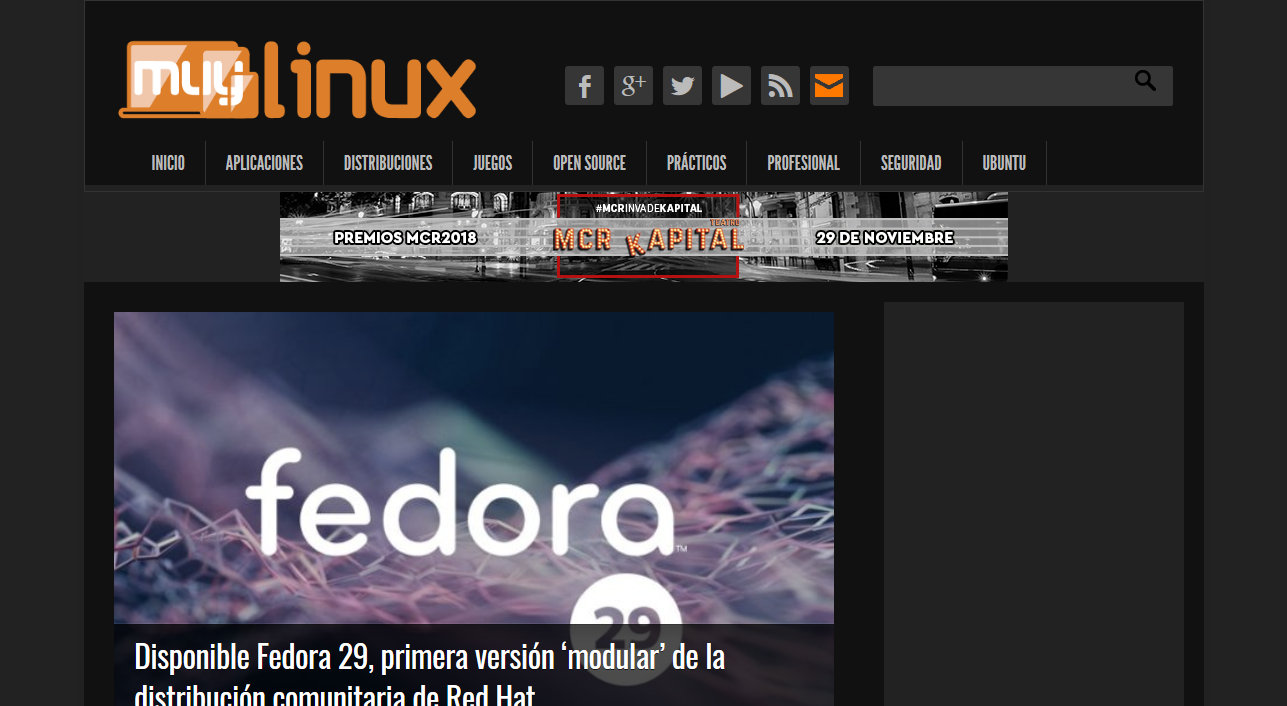 muy linux
INICIO APLICACIONES DISTRIBUCIONES JUEGOS OPEN SOURCE PRÁCTICOS PROFESIONAL SEGURIDAD UBUNTU
#MCRINVADEKAPITAL
TEATRO
PREMIOS MCR2018 MCR KAPITAL 29 DE NOVIEMBRE
fedora™
29
Disponible Fedora 29, primera versión ‘modular’ de la
distribución comunitaria de Red Hat